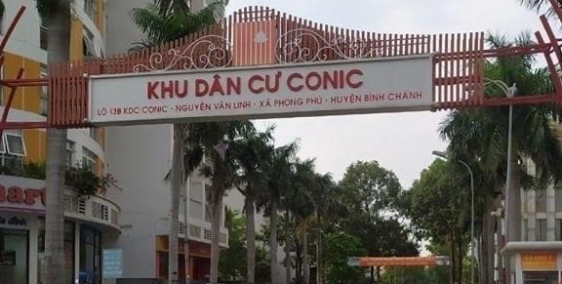 KHU DÂN CƯ CONIC
LÔ 13B KDC CONIC - NGUYỄN VĂN LINH - XÃ PHONG PHÚ - HUYỆN BÌNH CHÁNH